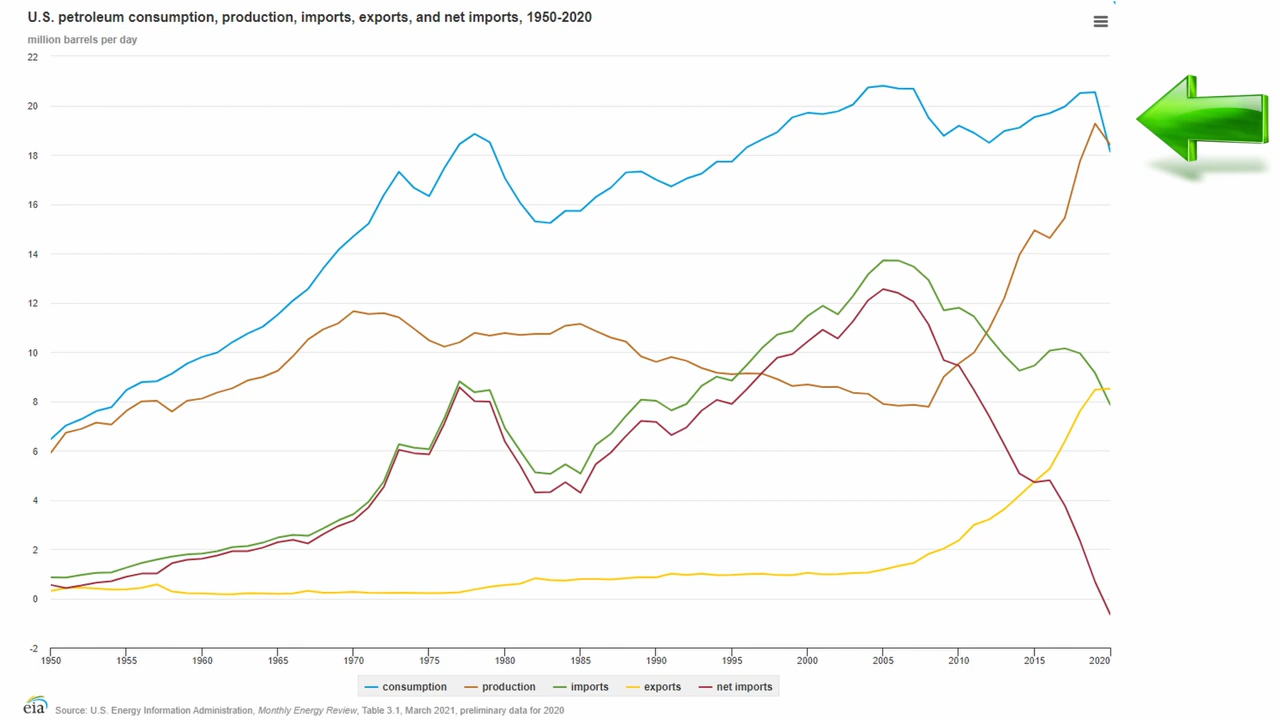 U.S. petroleum consumption, production, imports, exports, and net imports, 1950-2020
million barrels per day
22
20
18
16
14
12
10
8
6
4
2
0
-2
1950 1955 1960 1965 1970 1975 1980 1985 1990 1995 2000 2005 2010 2015 2020
consumption production imports exports net imports
eia Source: U.S. Energy Information Administration, Monthly Energy Review, Table 3.1, March 2021, preliminary data for 2020